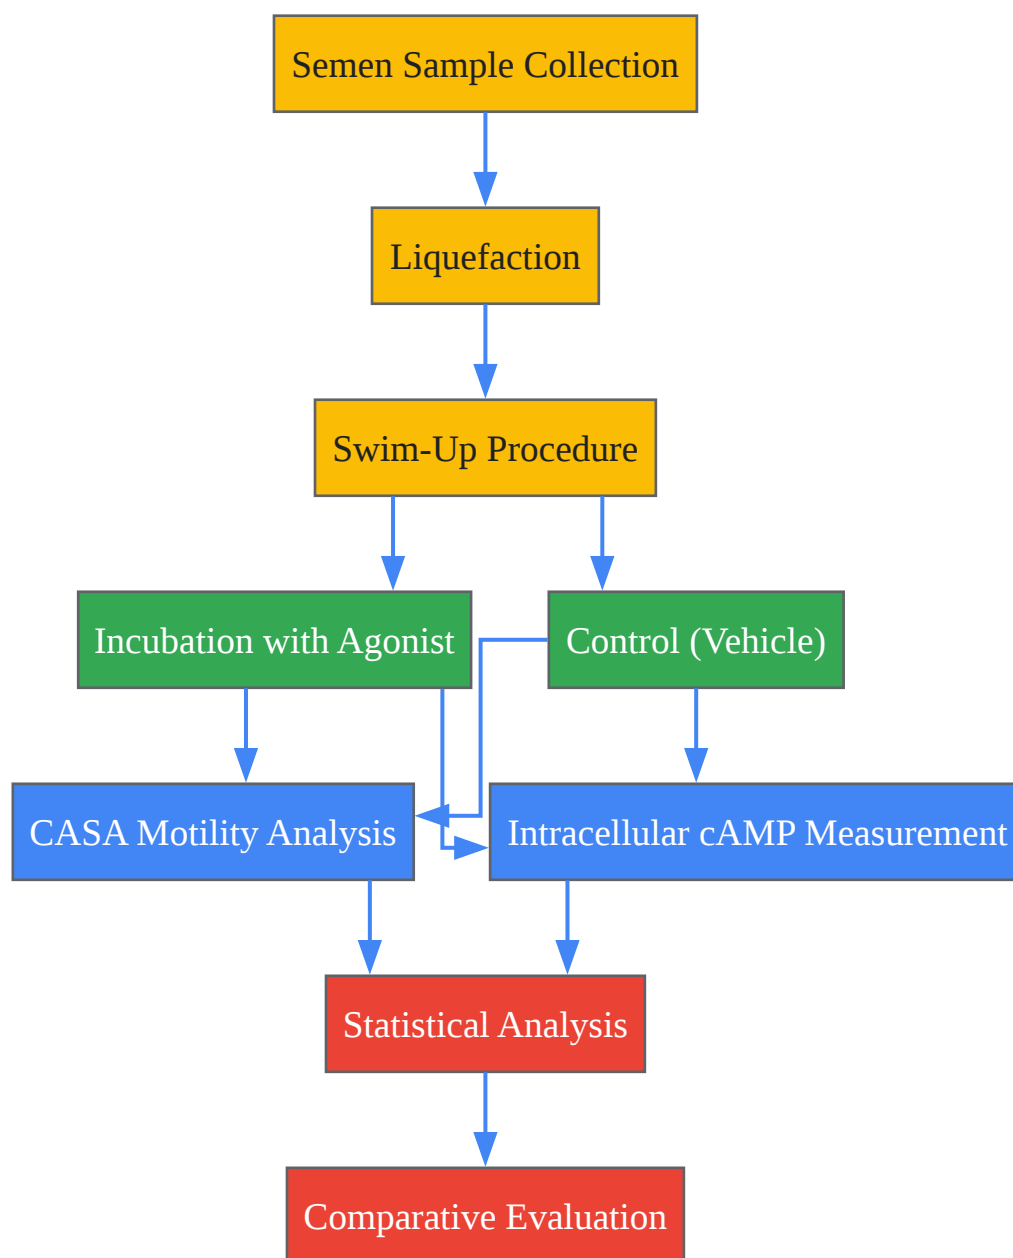 Semen Sample Collection
Liquefaction
Swim-Up Procedure
Incubation with Agonist
Control (Vehicle)
CASA Motility Analysis
Intracellular cAMP Measurement
Statistical Analysis
Comparative Evaluation